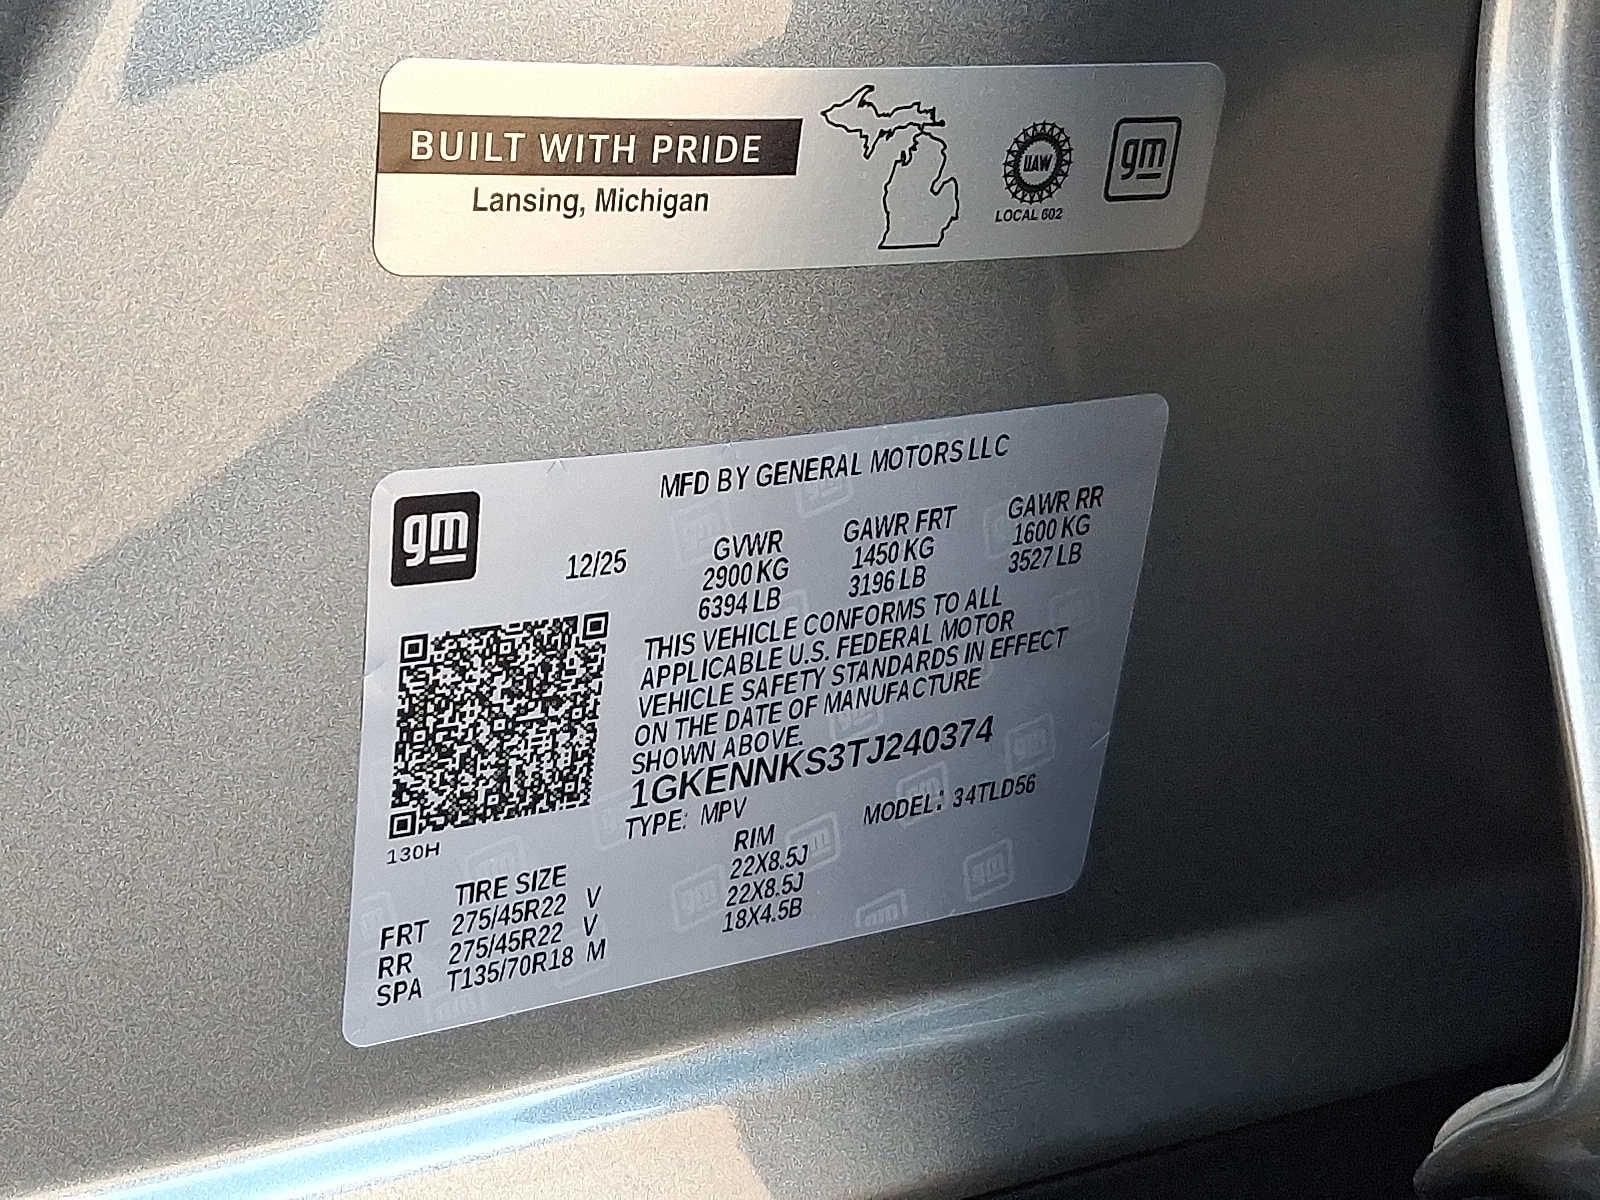 BUILT WITH PRIDE
Lansing, Michigan
UAW
LOCAL 602
gm
MFD BY GENERAL MOTORS LLC
gm
12/25
GVWR GAWR FRT GAWR RR
2900 KG 1450 KG 1600 KG
6394 LB 3196 LB 3527 LB
THIS VEHICLE CONFORMS TO ALL
APPLICABLE U.S. FEDERAL MOTOR
VEHICLE SAFETY STANDARDS IN EFFECT
ON THE DATE OF MANUFACTURE
SHOWN ABOVE.
1GKENNKS3TJ240374
TYPE: MPV MODEL: 34TLD56
130H
TIRE SIZE RIM
FRT 275/45R22 V 22X8.5J
RR 275/45R22 V 22X8.5J
SPA T135/70R18 M 18X4.5B